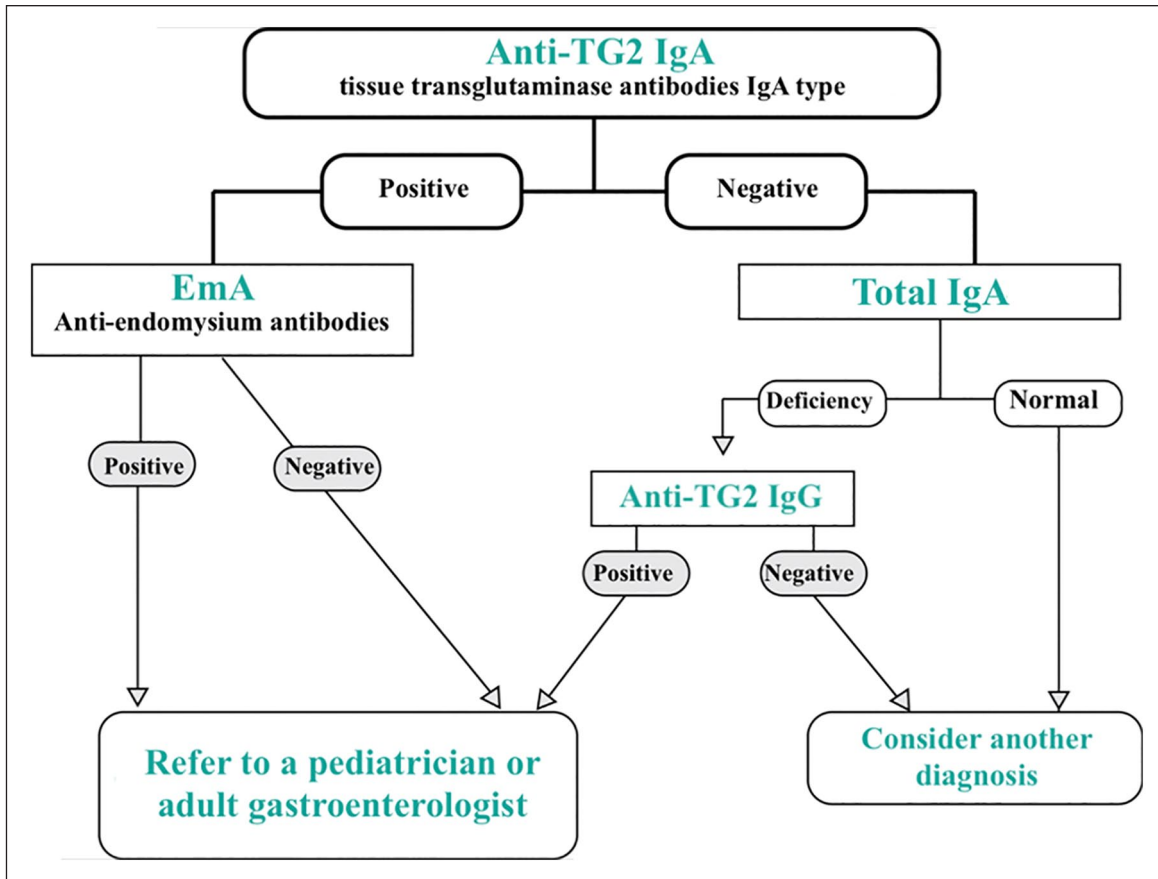 Anti-TG2 IgA
tissue transglutaminase antibodies IgA type
Positive
Negative
EmA
Anti-endomysium antibodies
Total IgA
Deficiency
Normal
Positive
Negative
Anti-TG2 IgG
Positive
Negative
Refer to a pediatrician or
adult gastroenterologist
Consider another
diagnosis